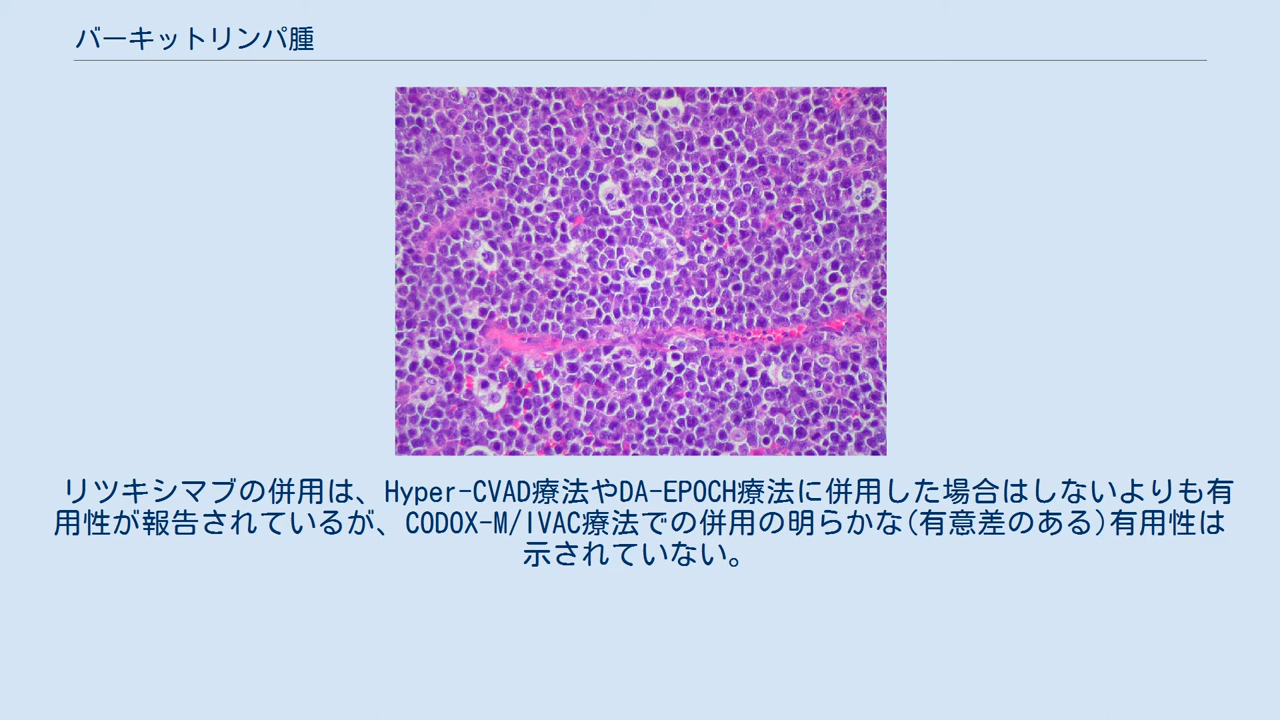 バーキットリンパ腫
リツキシマブの併用は、Hyper-CVAD療法やDA-EPOCH療法に併用した場合はしないよりも有
用性が報告されているが、CODOX-M/IVAC療法での併用の明らかな(有意差のある)有用性は
示されていない。